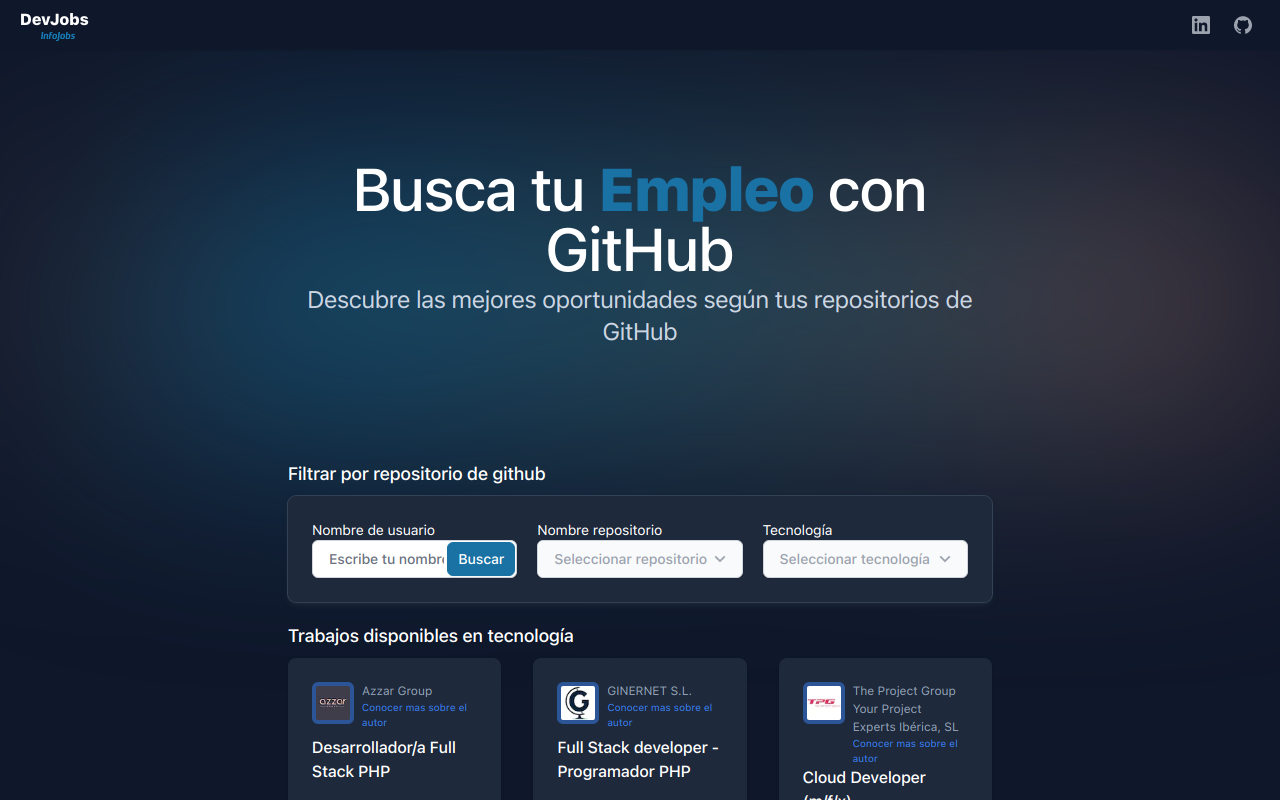 DevJobs
InfoJobs
Busca tu Empleo con
GitHub
Descubre las mejores oportunidades según tus repositorios de
GitHub
Filtrar por repositorio de github
Nombre de usuario
Nombre repositorio
Tecnología
Escribe tu nombre
Buscar
Seleccionar repositorio
Seleccionar tecnología
Trabajos disponibles en tecnología
azzar
Azzar Group
Conocer mas sobre el
autor
Desarrollador/a Full
Stack PHP
G
GINERNET S.L.
Conocer mas sobre el
autor
Full Stack developer -
Programador PHP
TPG
The Project Group
Your Project
Experts Ibérica, SL
Conocer mas sobre el
autor
Cloud Developer
(m/f/x)